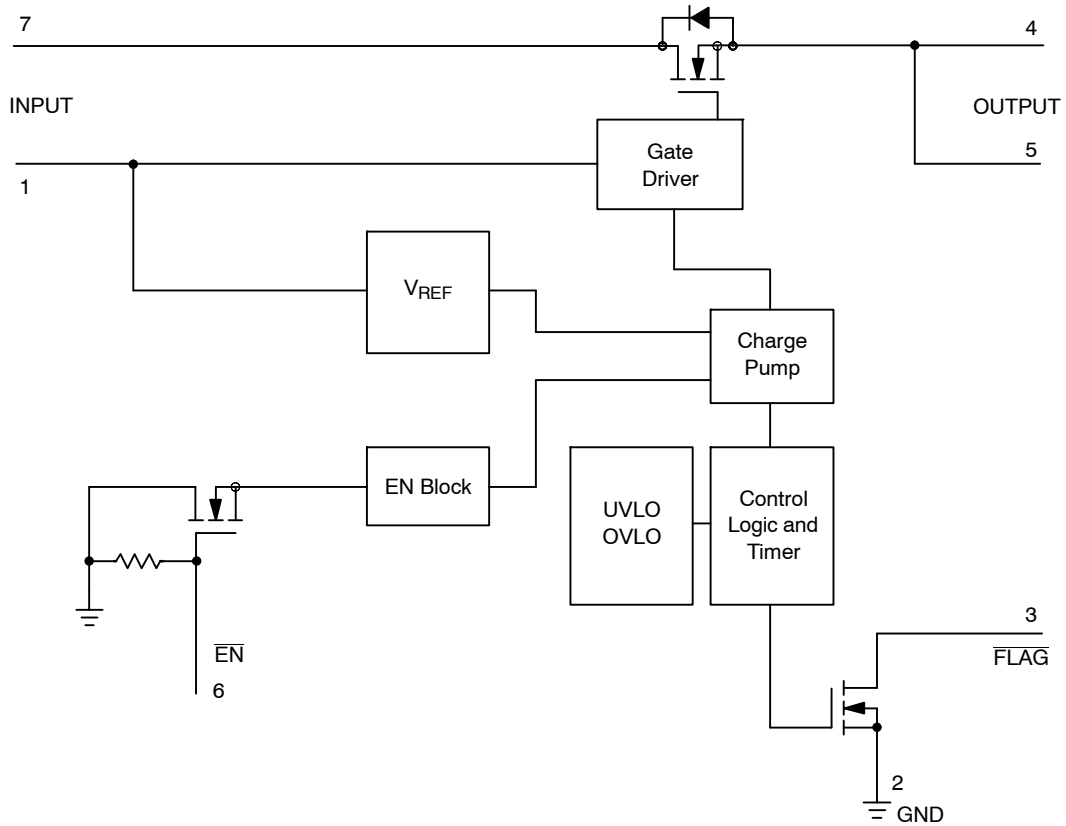 7
4
INPUT
OUTPUT
Gate
Driver
5
1
VREF
Charge
Pump
EN Block
UVLO
OVLO
Control
Logic and
Timer
3
FLAG
EN
6
2
GND